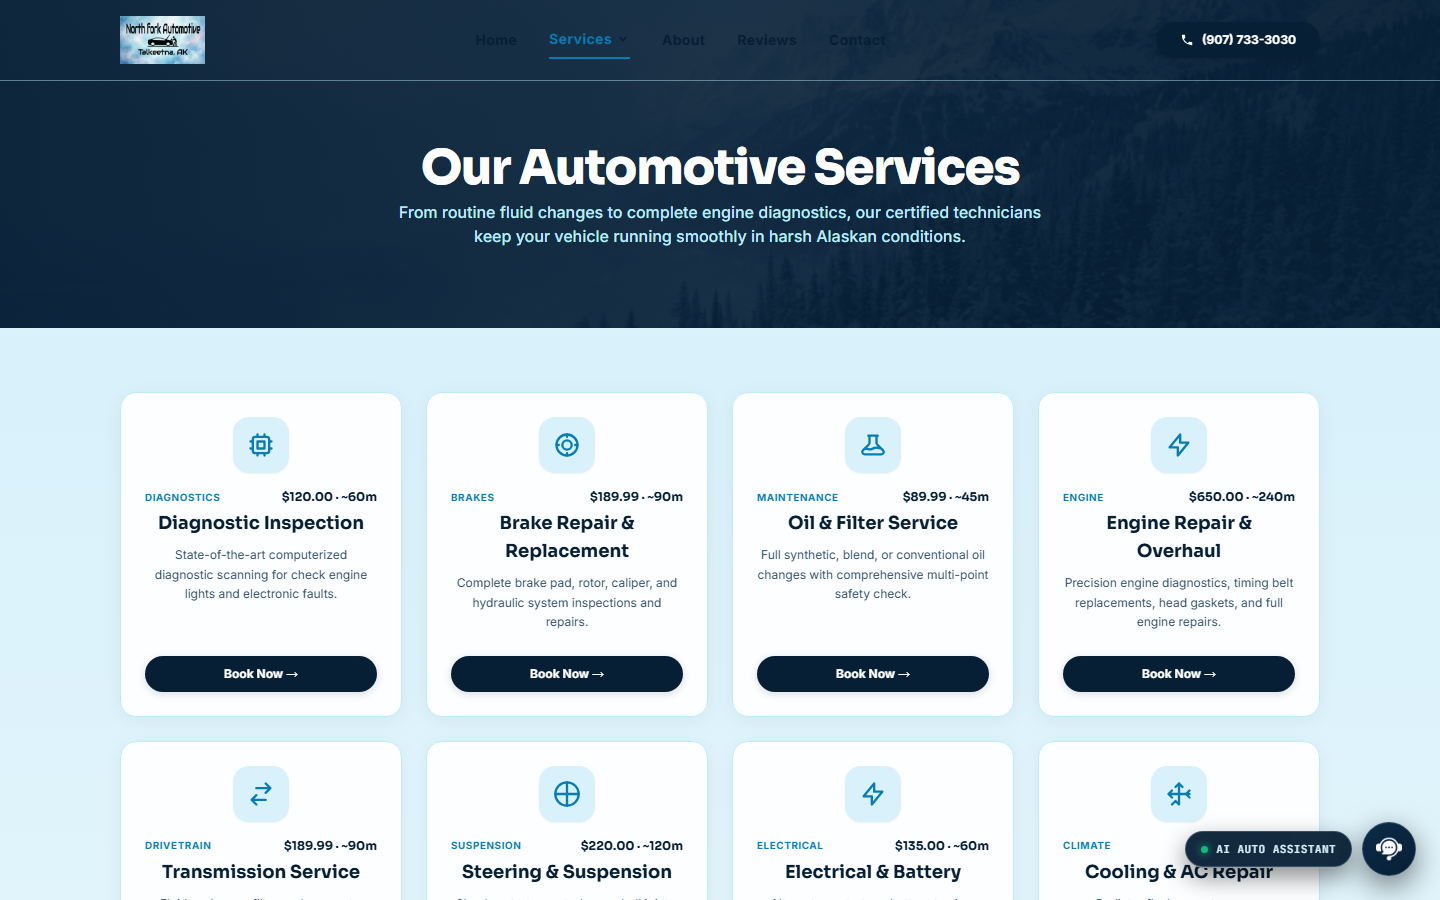 North Fork Automotive
Talkeetna, AK
Home
Services
About
Reviews
Contact
(907) 733-3030
Our Automotive Services
From routine fluid changes to complete engine diagnostics, our certified technicians
keep your vehicle running smoothly in harsh Alaskan conditions.
DIAGNOSTICS
$120.00 · ~60m
Diagnostic Inspection
State-of-the-art computerized
diagnostic scanning for check engine
lights and electronic faults.
Book Now →
BRAKES
$189.99 · ~90m
Brake Repair &
Replacement
Complete brake pad, rotor, caliper, and
hydraulic system inspections and
repairs.
Book Now →
MAINTENANCE
$89.99 · ~45m
Oil & Filter Service
Full synthetic, blend, or conventional oil
changes with comprehensive multi-point
safety check.
Book Now →
ENGINE
$650.00 · ~240m
Engine Repair &
Overhaul
Precision engine diagnostics, timing belt
replacements, head gaskets, and full
engine repairs.
Book Now →
DRIVETRAIN
$189.99 · ~90m
Transmission Service
SUSPENSION
$220.00 · ~120m
Steering & Suspension
ELECTRICAL
$135.00 · ~60m
Electrical & Battery
CLIMATE
Cooling & AC Repair
AI AUTO ASSISTANT